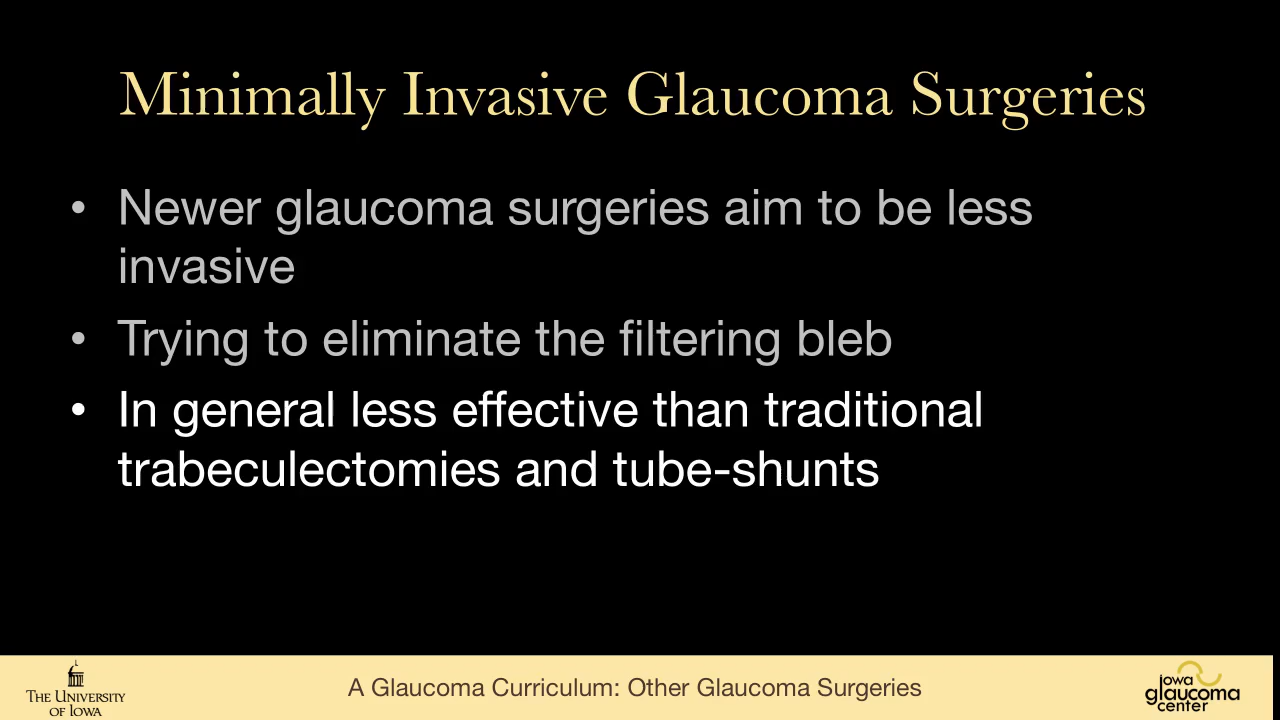 Minimally Invasive Glaucoma Surgeries
• Newer glaucoma surgeries aim to be less
invasive
• Trying to eliminate the filtering bleb
• In general less effective than traditional
trabeculectomies and tube-shunts
THE UNIVERSITY
OF IOWA
A Glaucoma Curriculum: Other Glaucoma Surgeries
iowa
glaucoma
center